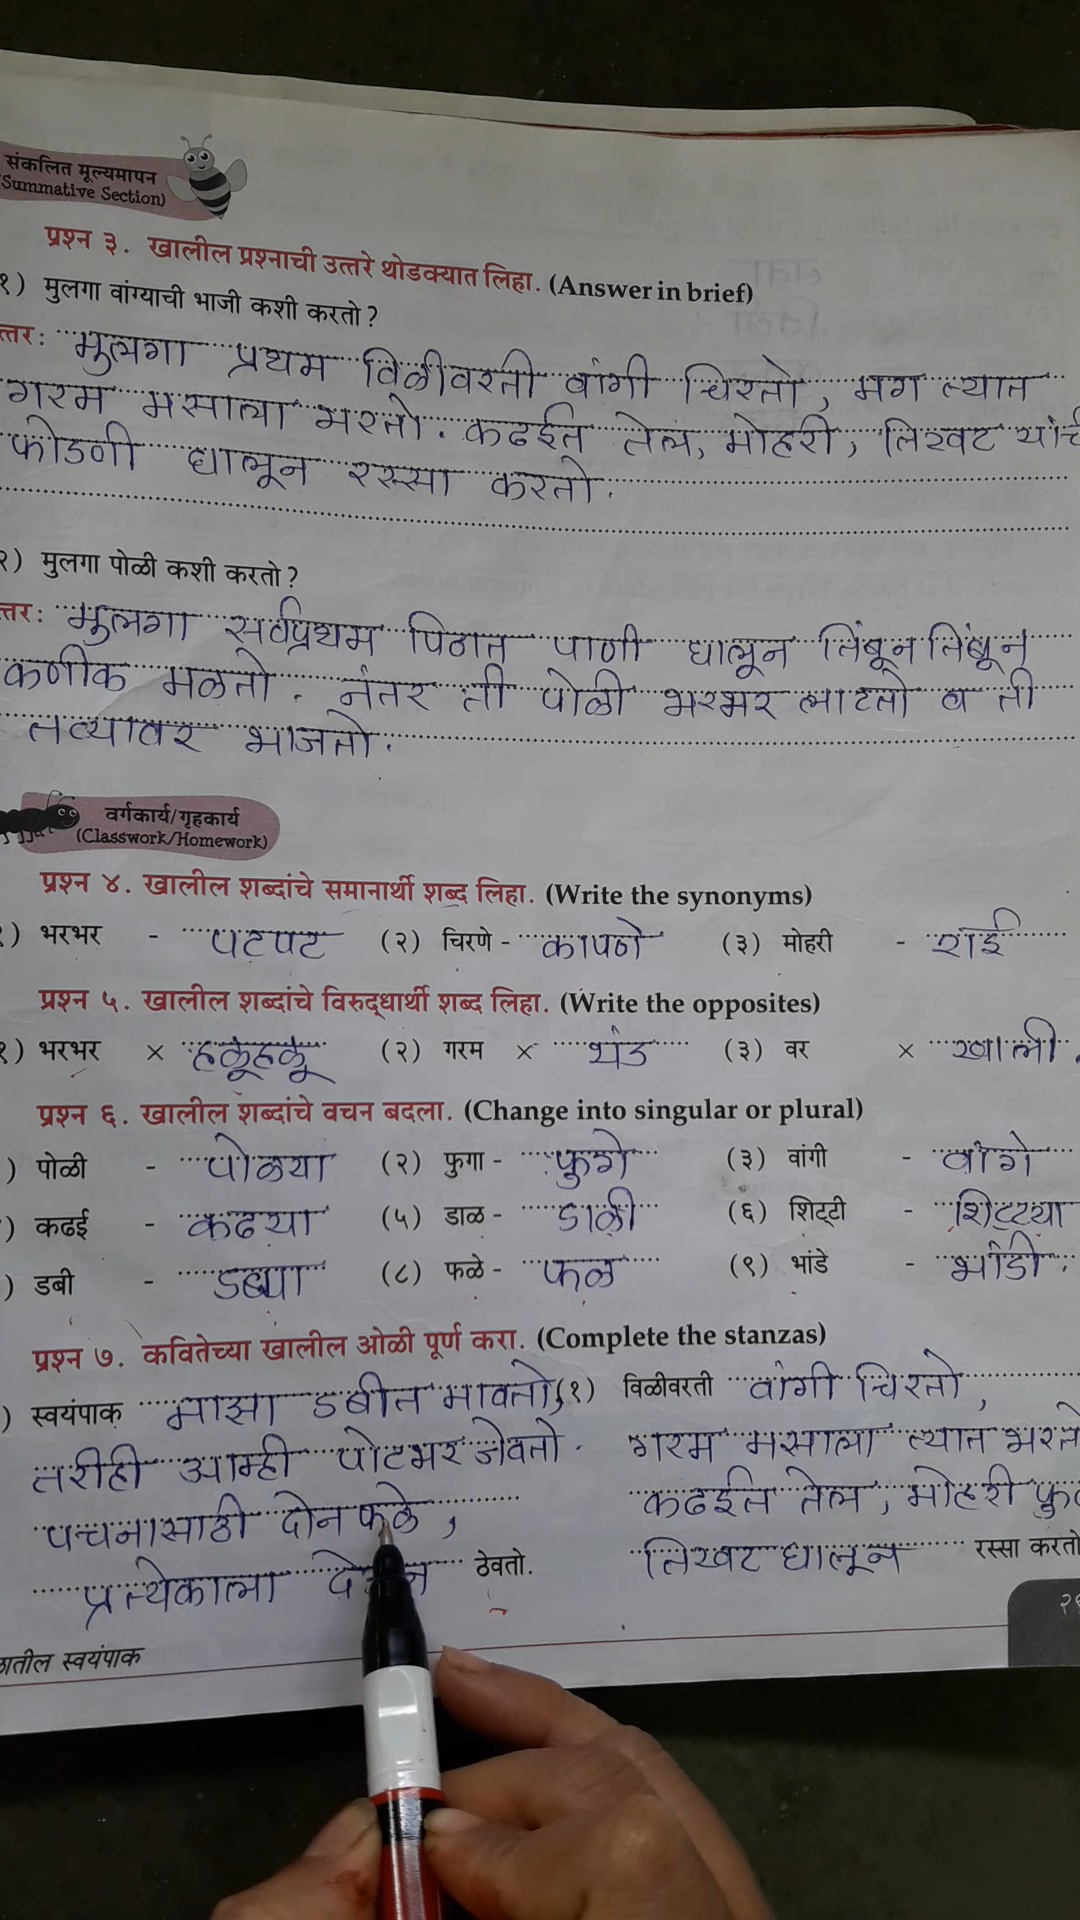 संकलित मूल्यमापन
(Summative Section)
प्रश्न ३. खालील प्रश्नाची उत्तरे थोडक्यात लिहा. (Answer in brief)
१) मुलगा वांग्याची भाजी कशी करतो?
त्तर: मुलगा प्रथम विळीवरती वांगी चिरतो, मग त्यात
गरम मसाला भरतो. कढईत तेल, मोहरी, तिखट यांची
फोडणी घालून रस्सा करतो.
२) मुलगा पोळी कशी करतो?
त्तर: मुलगा सर्वप्रथम पिठात पाणी घालून तिंबून तिंबून
कणीक मळतो. नंतर ती पोळी भरभर लाटतो व ती
तव्यावर भाजतो.
वर्गकार्य/गृहकार्य
(Classwork/Homework)
प्रश्न ४. खालील शब्दांचे समानार्थी शब्द लिहा. (Write the synonyms)
) भरभर - पटपट (२) चिरणे - कापणे (३) मोहरी - राई
प्रश्न ५. खालील शब्दांचे विरुद्धार्थी शब्द लिहा. (Write the opposites)
१) भरभर × हळूहळू (२) गरम × थंड (३) वर × खाली.
प्रश्न ६. खालील शब्दांचे वचन बदला. (Change into singular or plural)
) पोळी - पोळया (२) फुगा - फुगे (३) वांगी - वांगे
) कढई - कढया (५) डाळ - डाळी (६) शिट्टी - शिट्ट्या
) डबी - डब्या (८) फळे - फळ (९) भांडे - भांडी.
प्रश्न ७. कवितेच्या खालील ओळी पूर्ण करा. (Complete the stanzas)
) स्वयंपाक माझा डबीत मावतो, (१) विळीवरती वांगी चिरतो,
तरीही आम्ही पोटभर जेवतो. गरम मसाला त्यात भरतो
पचनासाठी दोन फळे, कढईत तेल, मोहरी
प्रत्येकाला ठेवतो. तिखट घालून रस्सा करतो
स्वयंपाक